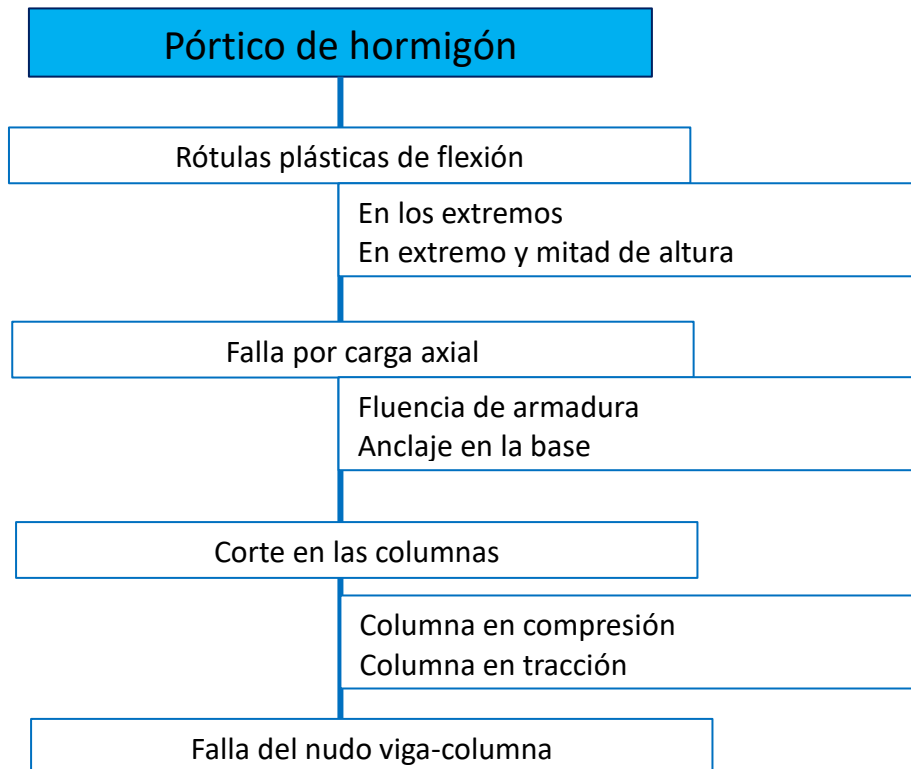 Pórtico de hormigón
Rótulas plásticas de flexión
En los extremos
En extremo y mitad de altura
Falla por carga axial
Fluencia de armadura
Anclaje en la base
Corte en las columnas
Columna en compresión
Columna en tracción
Falla del nudo viga-columna